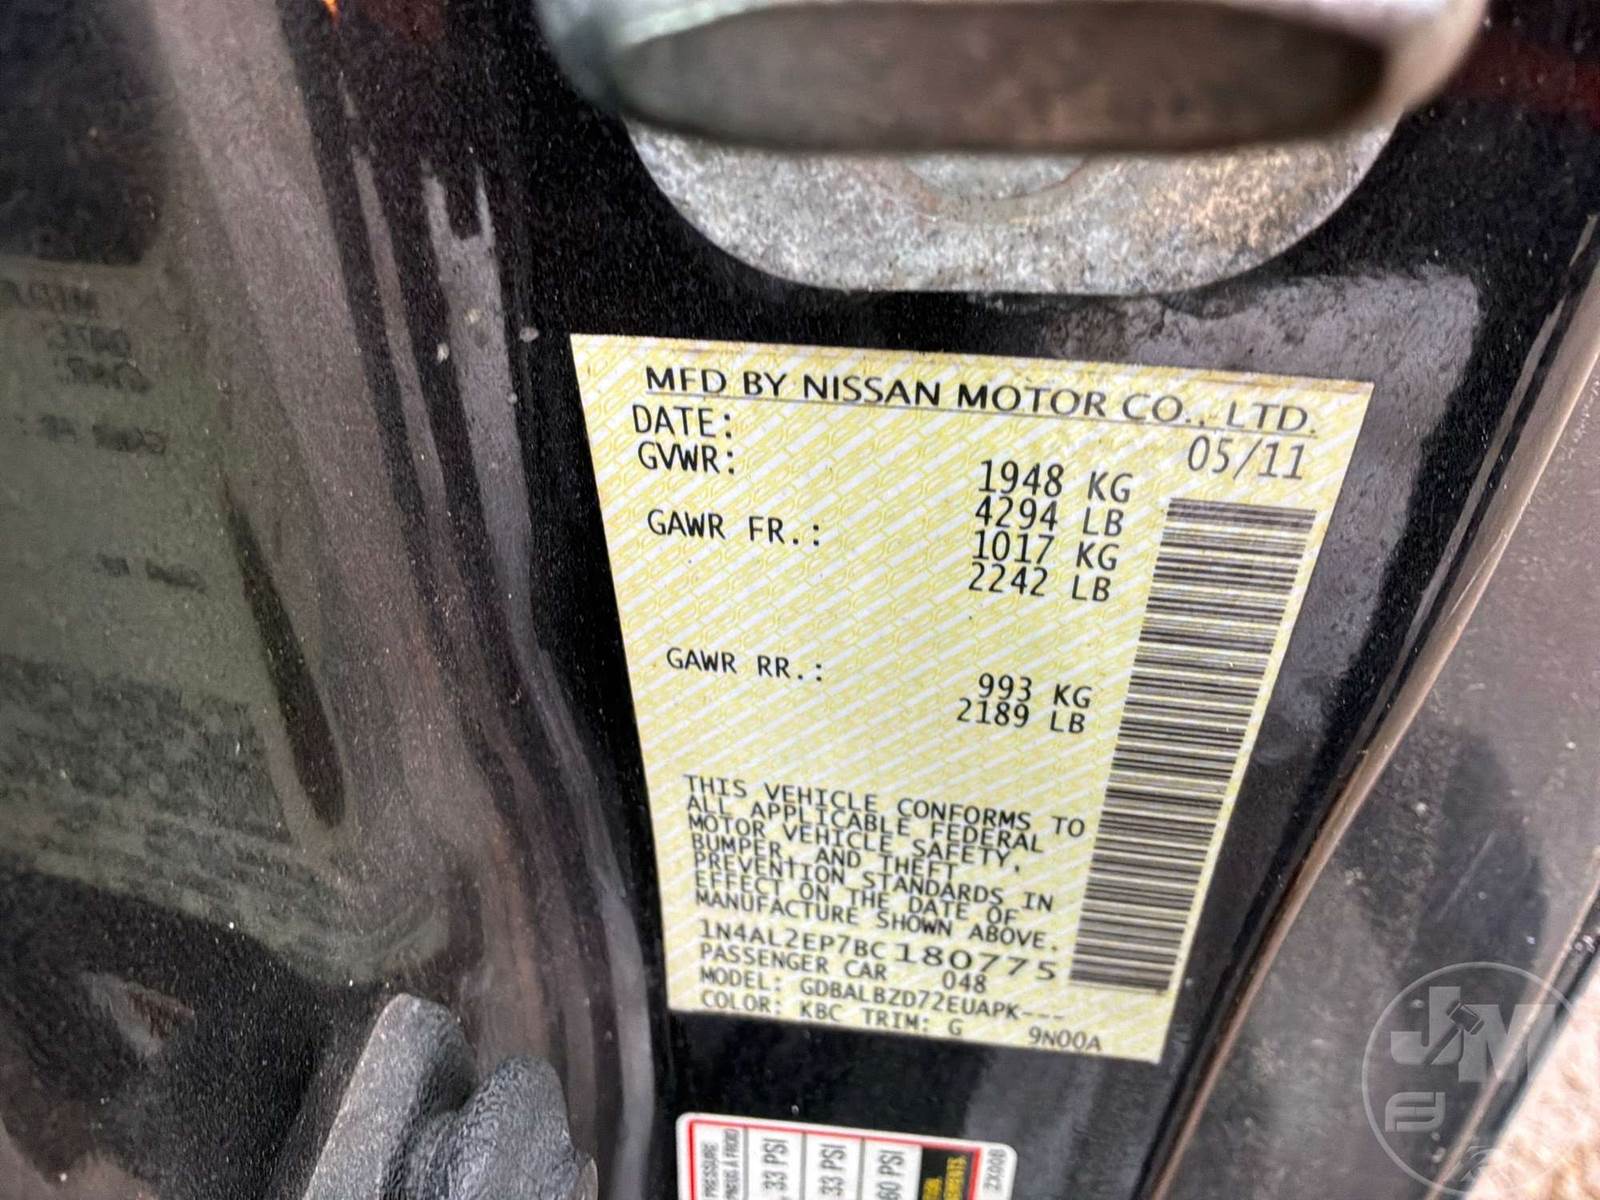 MFD BY NISSAN MOTOR CO., LTD.
DATE: 05/11
GVWR: 1948 KG
4294 LB
GAWR FR.: 1017 KG
2242 LB
GAWR RR.: 993 KG
2189 LB
THIS VEHICLE CONFORMS TO
ALL APPLICABLE FEDERAL
MOTOR VEHICLE SAFETY,
BUMPER, AND THEFT
PREVENTION STANDARDS IN
EFFECT ON THE DATE OF
MANUFACTURE SHOWN ABOVE.
1N4AL2EP7BC180775
PASSENGER CAR 048
MODEL: GDBALBZD72EUAPK---
COLOR: KBC TRIM: G 9N00A
PRESSURE
33 PSI
33 PSI
60 PSI
ZX00B
JM